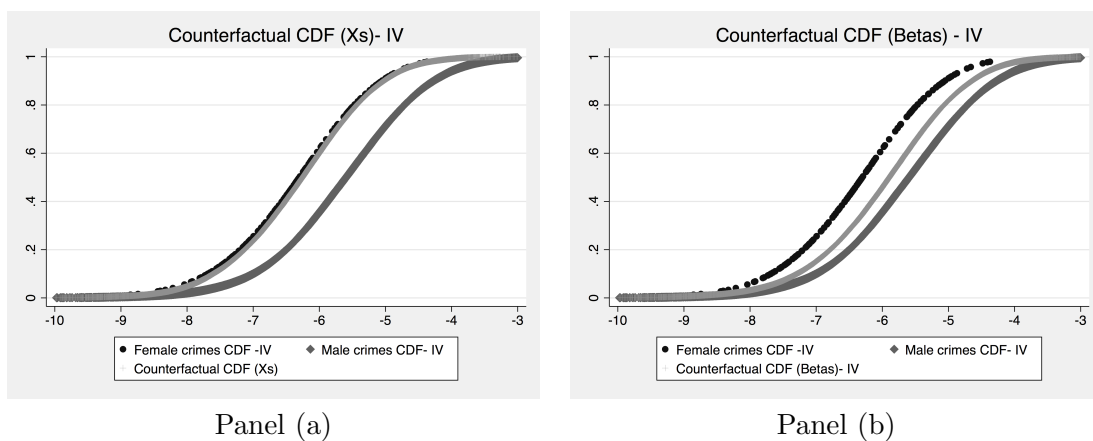 Counterfactual CDF (Xs)- IV
1
.8
.6
.4
.2
0
-10 -9 -8 -7 -6 -5 -4 -3
Female crimes CDF -IV Male crimes CDF- IV
Counterfactual CDF (Xs)
Panel (a)
Counterfactual CDF (Betas) - IV
1
.8
.6
.4
.2
0
-10 -9 -8 -7 -6 -5 -4 -3
Female crimes CDF -IV Male crimes CDF- IV
Counterfactual CDF (Betas)- IV
Panel (b)